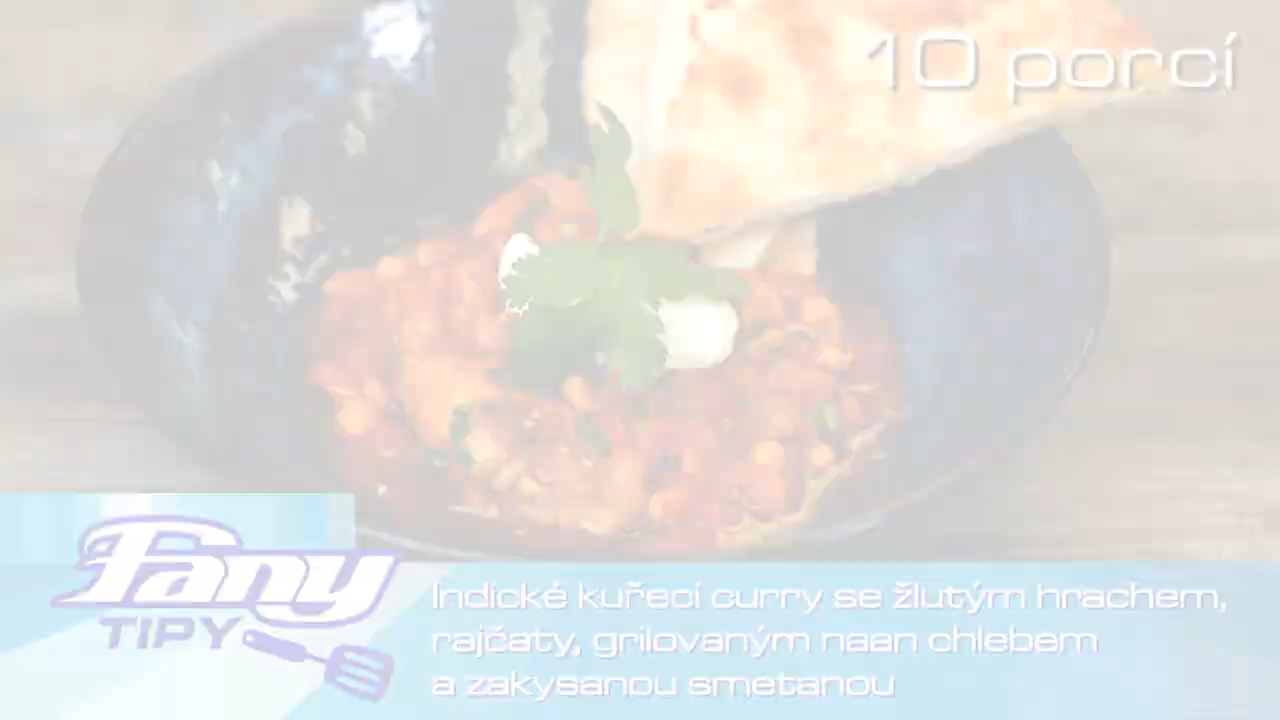 10 porcí
Fany
TIPY
Indické kuřecí curry se žlutým hrachem,
rajčaty, grilovaným naan chlebem
a zakysanou smetanou